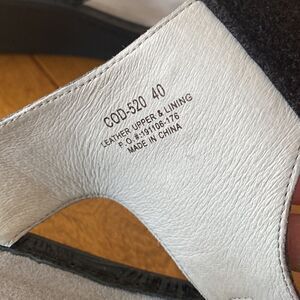 COD-520 40
LEATHER UPPER & LINING
P.O.#:191106-176
MADE IN CHINA